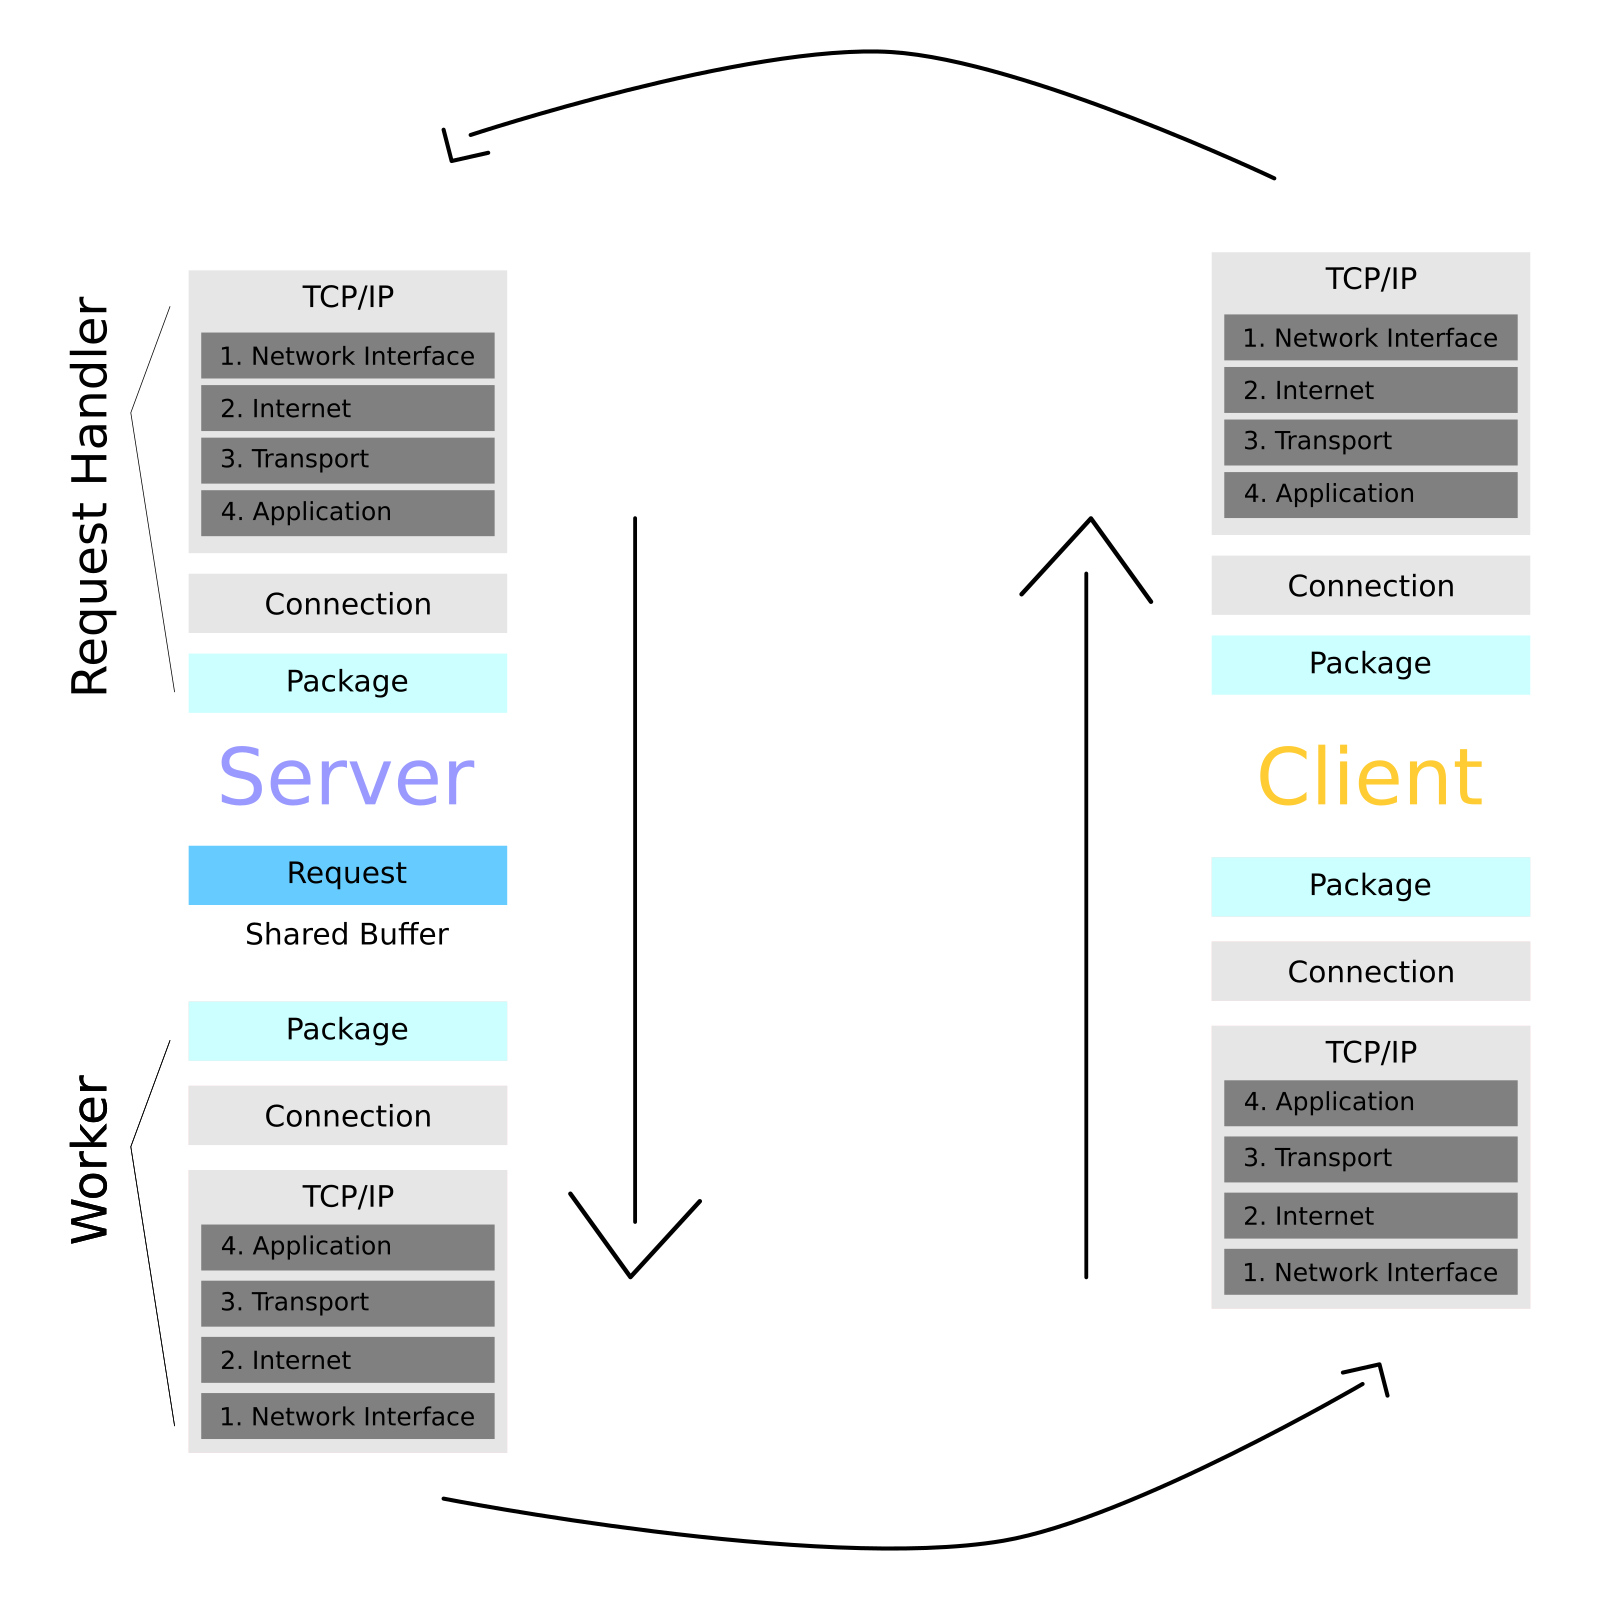 Request Handler
TCP/IP
1. Network Interface
2. Internet
3. Transport
4. Application
Connection
Package
Server
Request
Shared Buffer
Worker
Package
Connection
TCP/IP
4. Application
3. Transport
2. Internet
1. Network Interface
TCP/IP
1. Network Interface
2. Internet
3. Transport
4. Application
Connection
Package
Client
Package
Connection
TCP/IP
4. Application
3. Transport
2. Internet
1. Network Interface